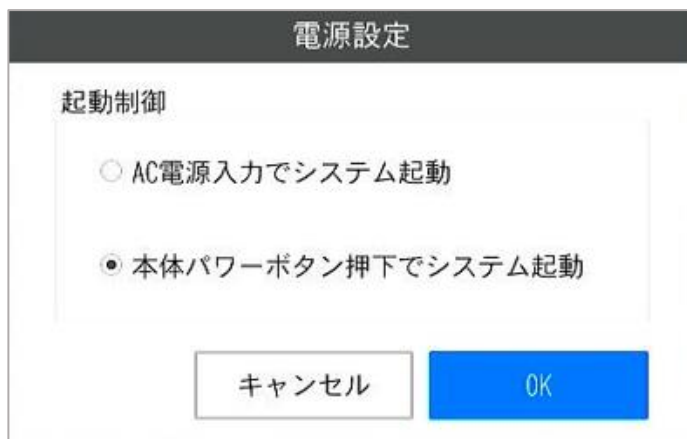 電源設定
起動制御
AC電源入力でシステム起動
本体パワーボタン押下でシステム起動
キャンセル OK